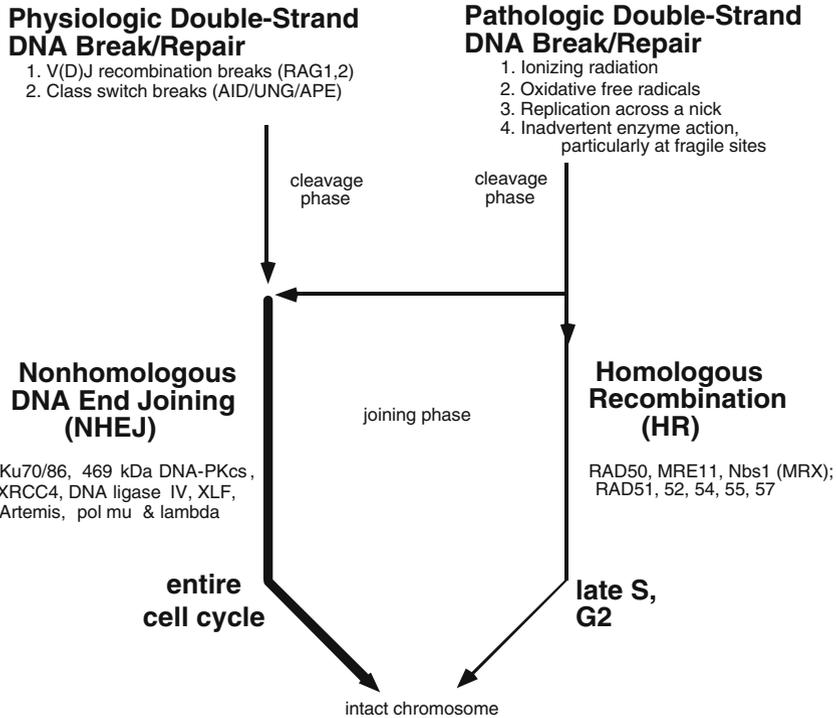 Physiologic Double-Strand
DNA Break/Repair
1. V(D)J recombination breaks (RAG1,2)
2. Class switch breaks (AID/UNG/APE)
Pathologic Double-Strand
DNA Break/Repair
1. Ionizing radiation
2. Oxidative free radicals
3. Replication across a nick
4. Inadvertent enzyme action,
particularly at fragile sites
cleavage
phase
cleavage
phase
Nonhomologous
DNA End Joining
(NHEJ)
Ku70/86, 469 kDa DNA-PKcs,
XRCC4, DNA ligase IV, XLF,
Artemis, pol mu & lambda
joining phase
Homologous
Recombination
(HR)
RAD50, MRE11, Nbs1 (MRX);
RAD51, 52, 54, 55, 57
entire
cell cycle
late S,
G2
intact chromosome